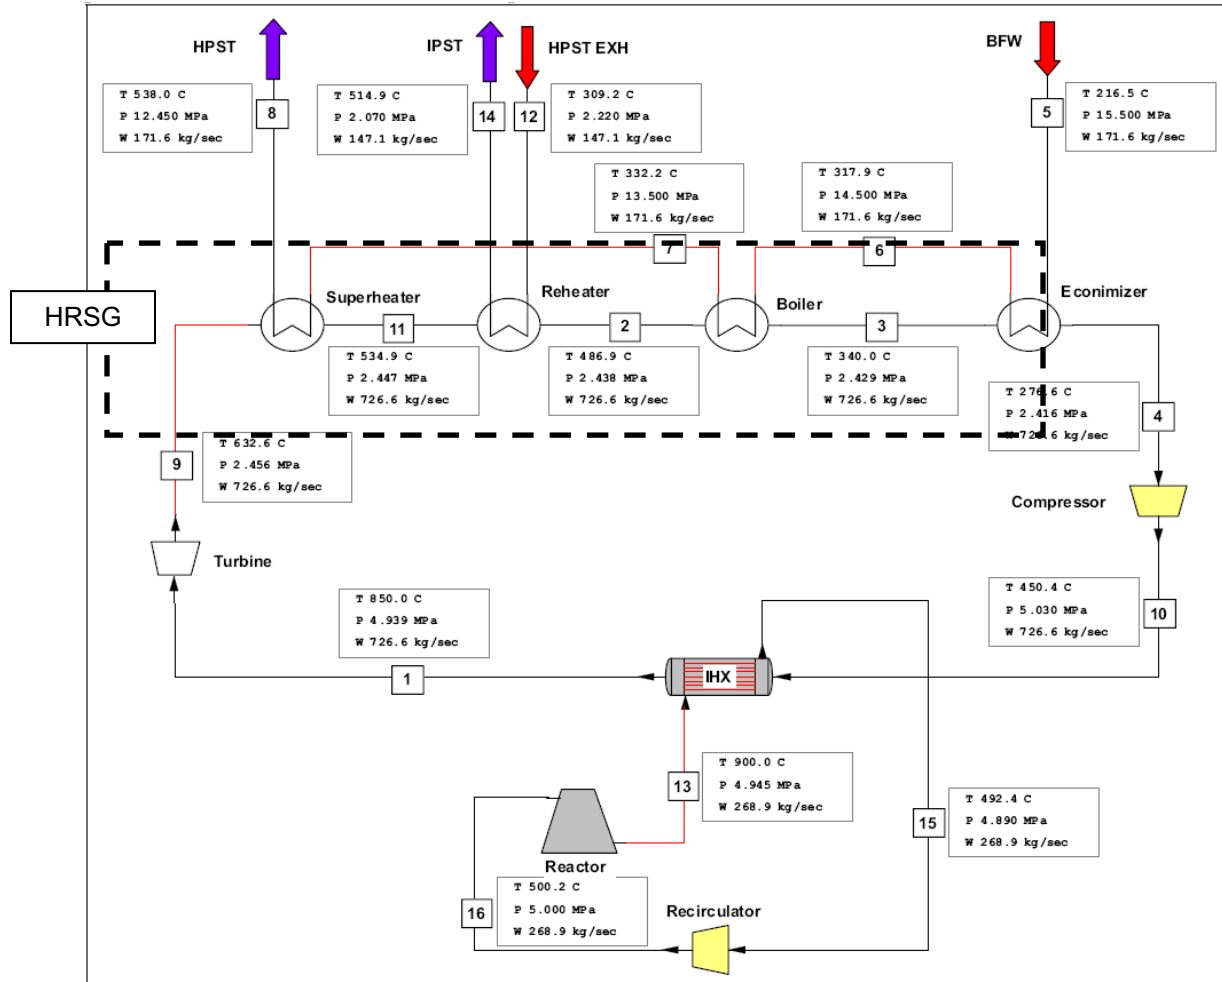 HPST
IPST
HPST EXH
BFW
T 538.0 C
P 12.450 MPa
W 171.6 kg/sec
8
T 514.9 C
P 2.070 MPa
W 147.1 kg/sec
14
12
T 309.2 C
P 2.220 MPa
W 147.1 kg/sec
5
T 216.5 C
P 15.500 MPa
W 171.6 kg/sec
T 332.2 C
P 13.500 MPa
W 171.6 kg/sec
T 317.9 C
P 14.500 MPa
W 171.6 kg/sec
7
6
HRSG
Superheater
Reheater
Boiler
Econimizer
11
2
3
T 534.9 C
P 2.447 MPa
W 726.6 kg/sec
T 486.9 C
P 2.438 MPa
W 726.6 kg/sec
T 340.0 C
P 2.429 MPa
W 726.6 kg/sec
T 276.6 C
P 2.416 MPa
W 726.6 kg/sec
4
9
T 632.6 C
P 2.456 MPa
W 726.6 kg/sec
Compressor
Turbine
T 850.0 C
P 4.939 MPa
W 726.6 kg/sec
T 450.4 C
P 5.030 MPa
W 726.6 kg/sec
10
1
IHX
13
T 900.0 C
P 4.945 MPa
W 268.9 kg/sec
15
T 492.4 C
P 4.890 MPa
W 268.9 kg/sec
Reactor
16
T 500.2 C
P 5.000 MPa
W 268.9 kg/sec
Recirculator